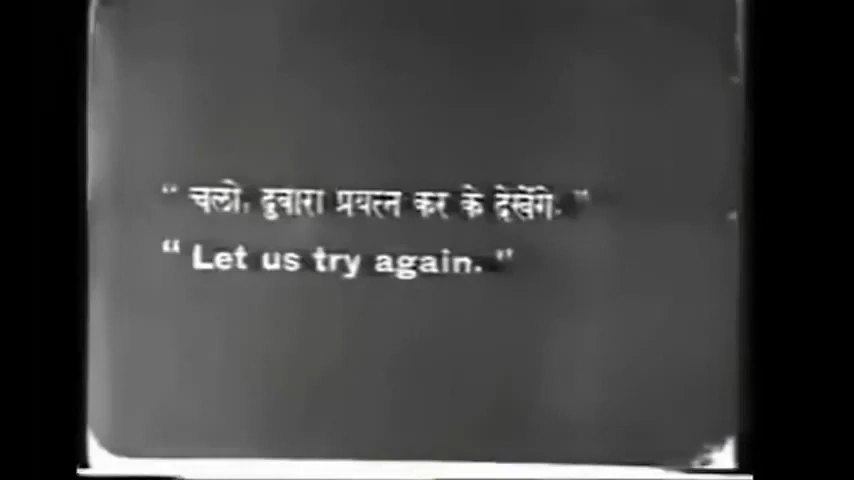 “ चलो, दुवारा प्रयत्न कर के देखेंगे. ”
“ Let us try again. ”